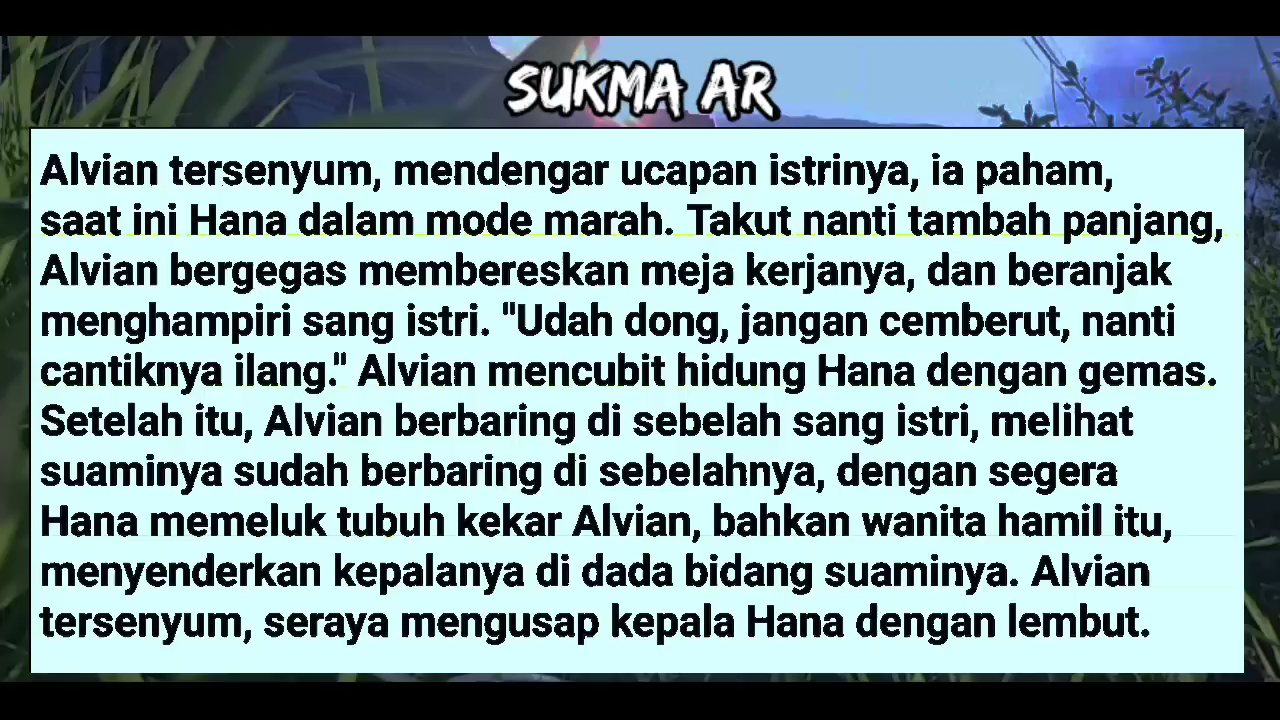 SUKMA AR
Alvian tersenyum, mendengar ucapan istrinya, ia paham,
saat ini Hana dalam mode marah. Takut nanti tambah panjang,
Alvian bergegas membereskan meja kerjanya, dan beranjak
menghampiri sang istri. "Udah dong, jangan cemberut, nanti
cantiknya ilang." Alvian mencubit hidung Hana dengan gemas.
Setelah itu, Alvian berbaring di sebelah sang istri, melihat
suaminya sudah berbaring di sebelahnya, dengan segera
Hana memeluk tubuh kekar Alvian, bahkan wanita hamil itu,
menyenderkan kepalanya di dada bidang suaminya. Alvian
tersenyum, seraya mengusap kepala Hana dengan lembut.